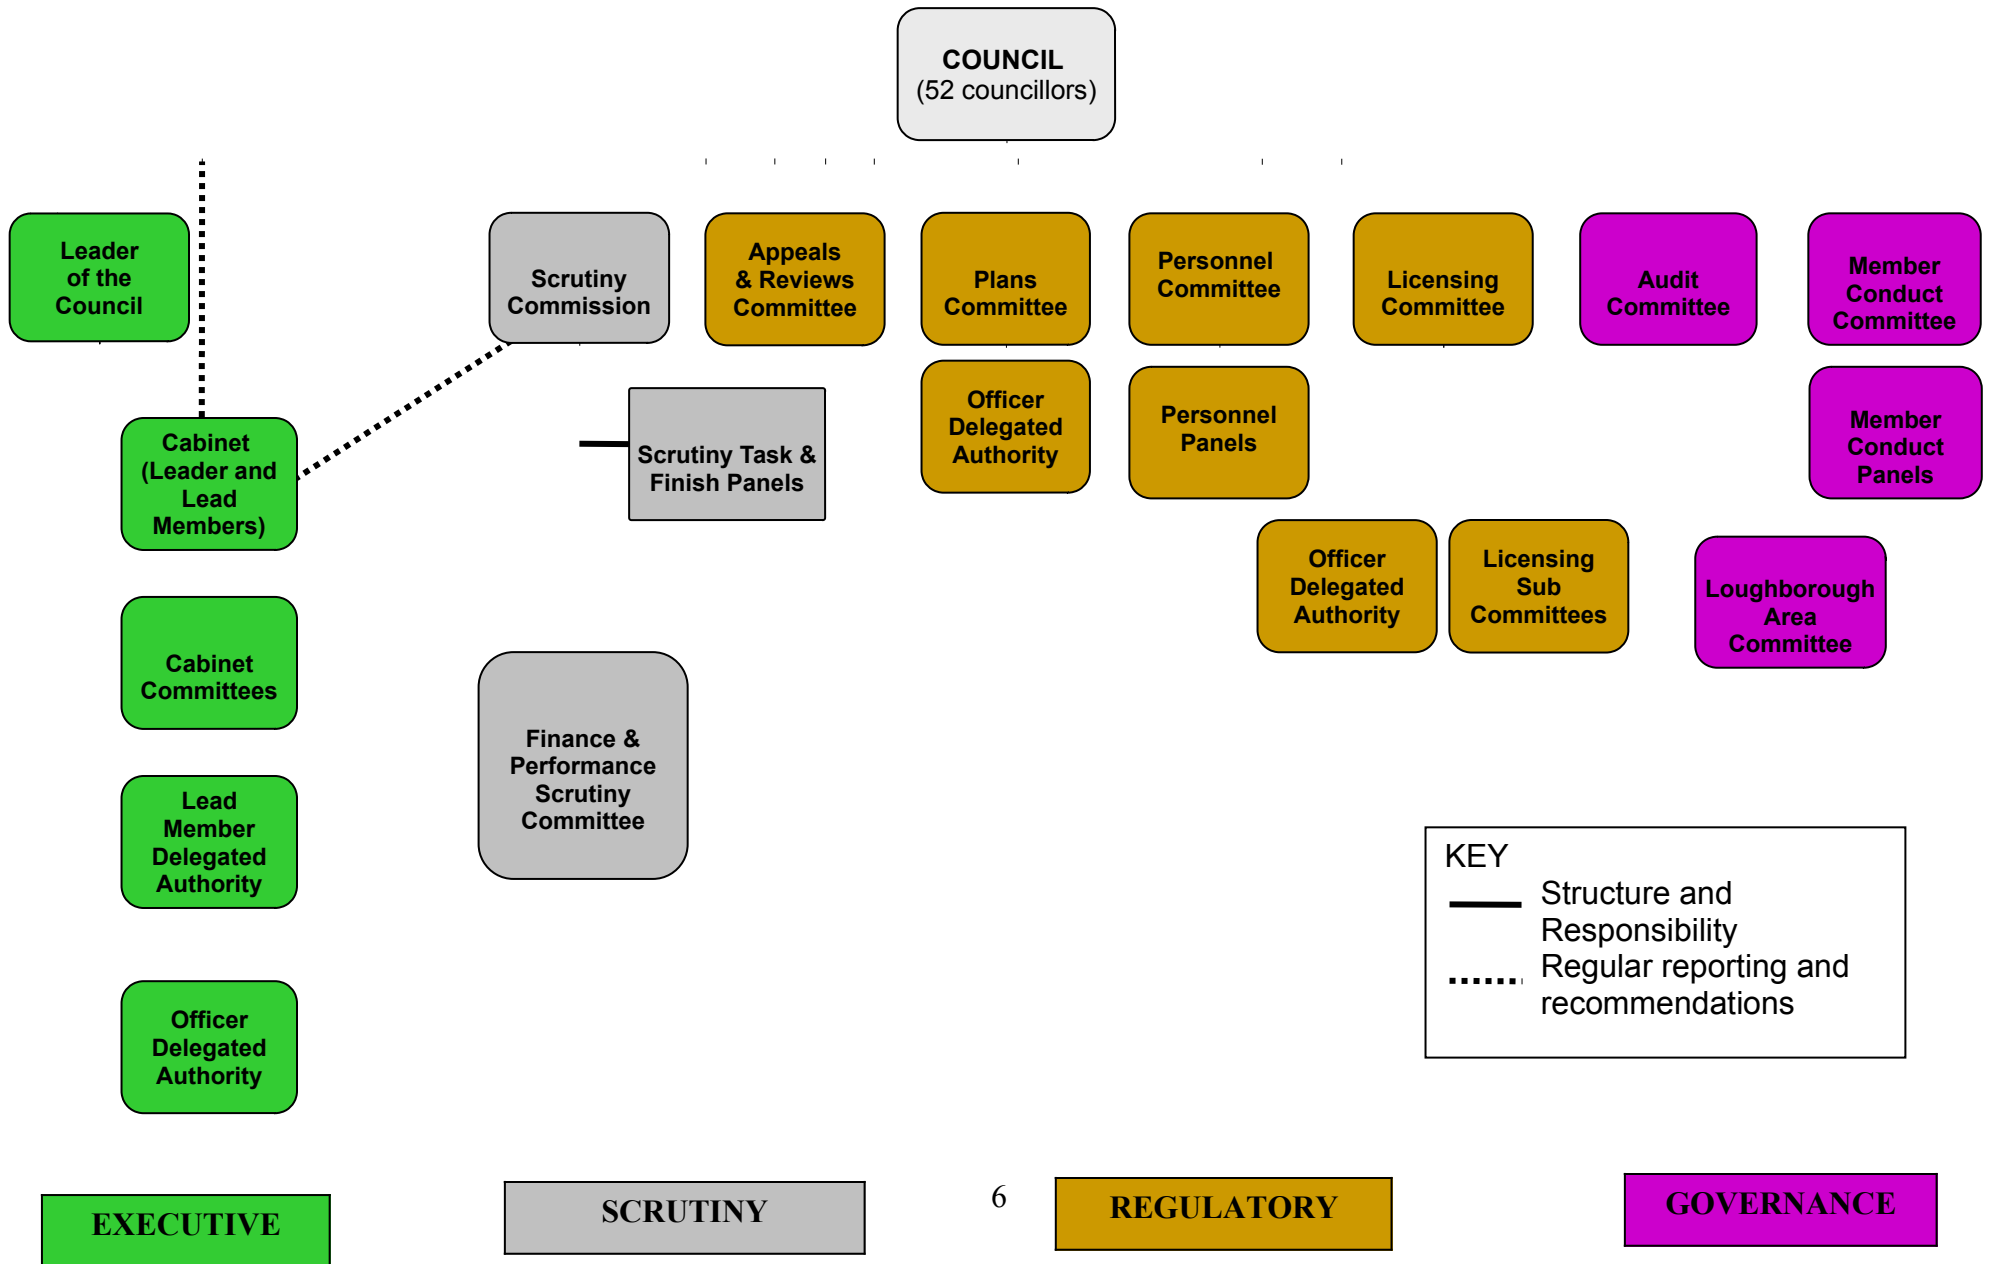 COUNCIL
(52 councillors)
Leader
of the
Council
Scrutiny
Commission
Appeals
& Reviews
Committee
Plans
Committee
Personnel
Committee
Licensing
Committee
Audit
Committee
Member
Conduct
Committee
Cabinet
(Leader and
Lead
Members)
Scrutiny Task &
Finish Panels
Officer
Delegated
Authority
Personnel
Panels
Member
Conduct
Panels
Officer
Delegated
Authority
Licensing
Sub
Committees
Loughborough
Area
Committee
Cabinet
Committees
Finance &
Performance
Scrutiny
Committee
Lead
Member
Delegated
Authority
Officer
Delegated
Authority
KEY
Structure and
Responsibility
Regular reporting and
recommendations
EXECUTIVE
SCRUTINY
6
REGULATORY
GOVERNANCE